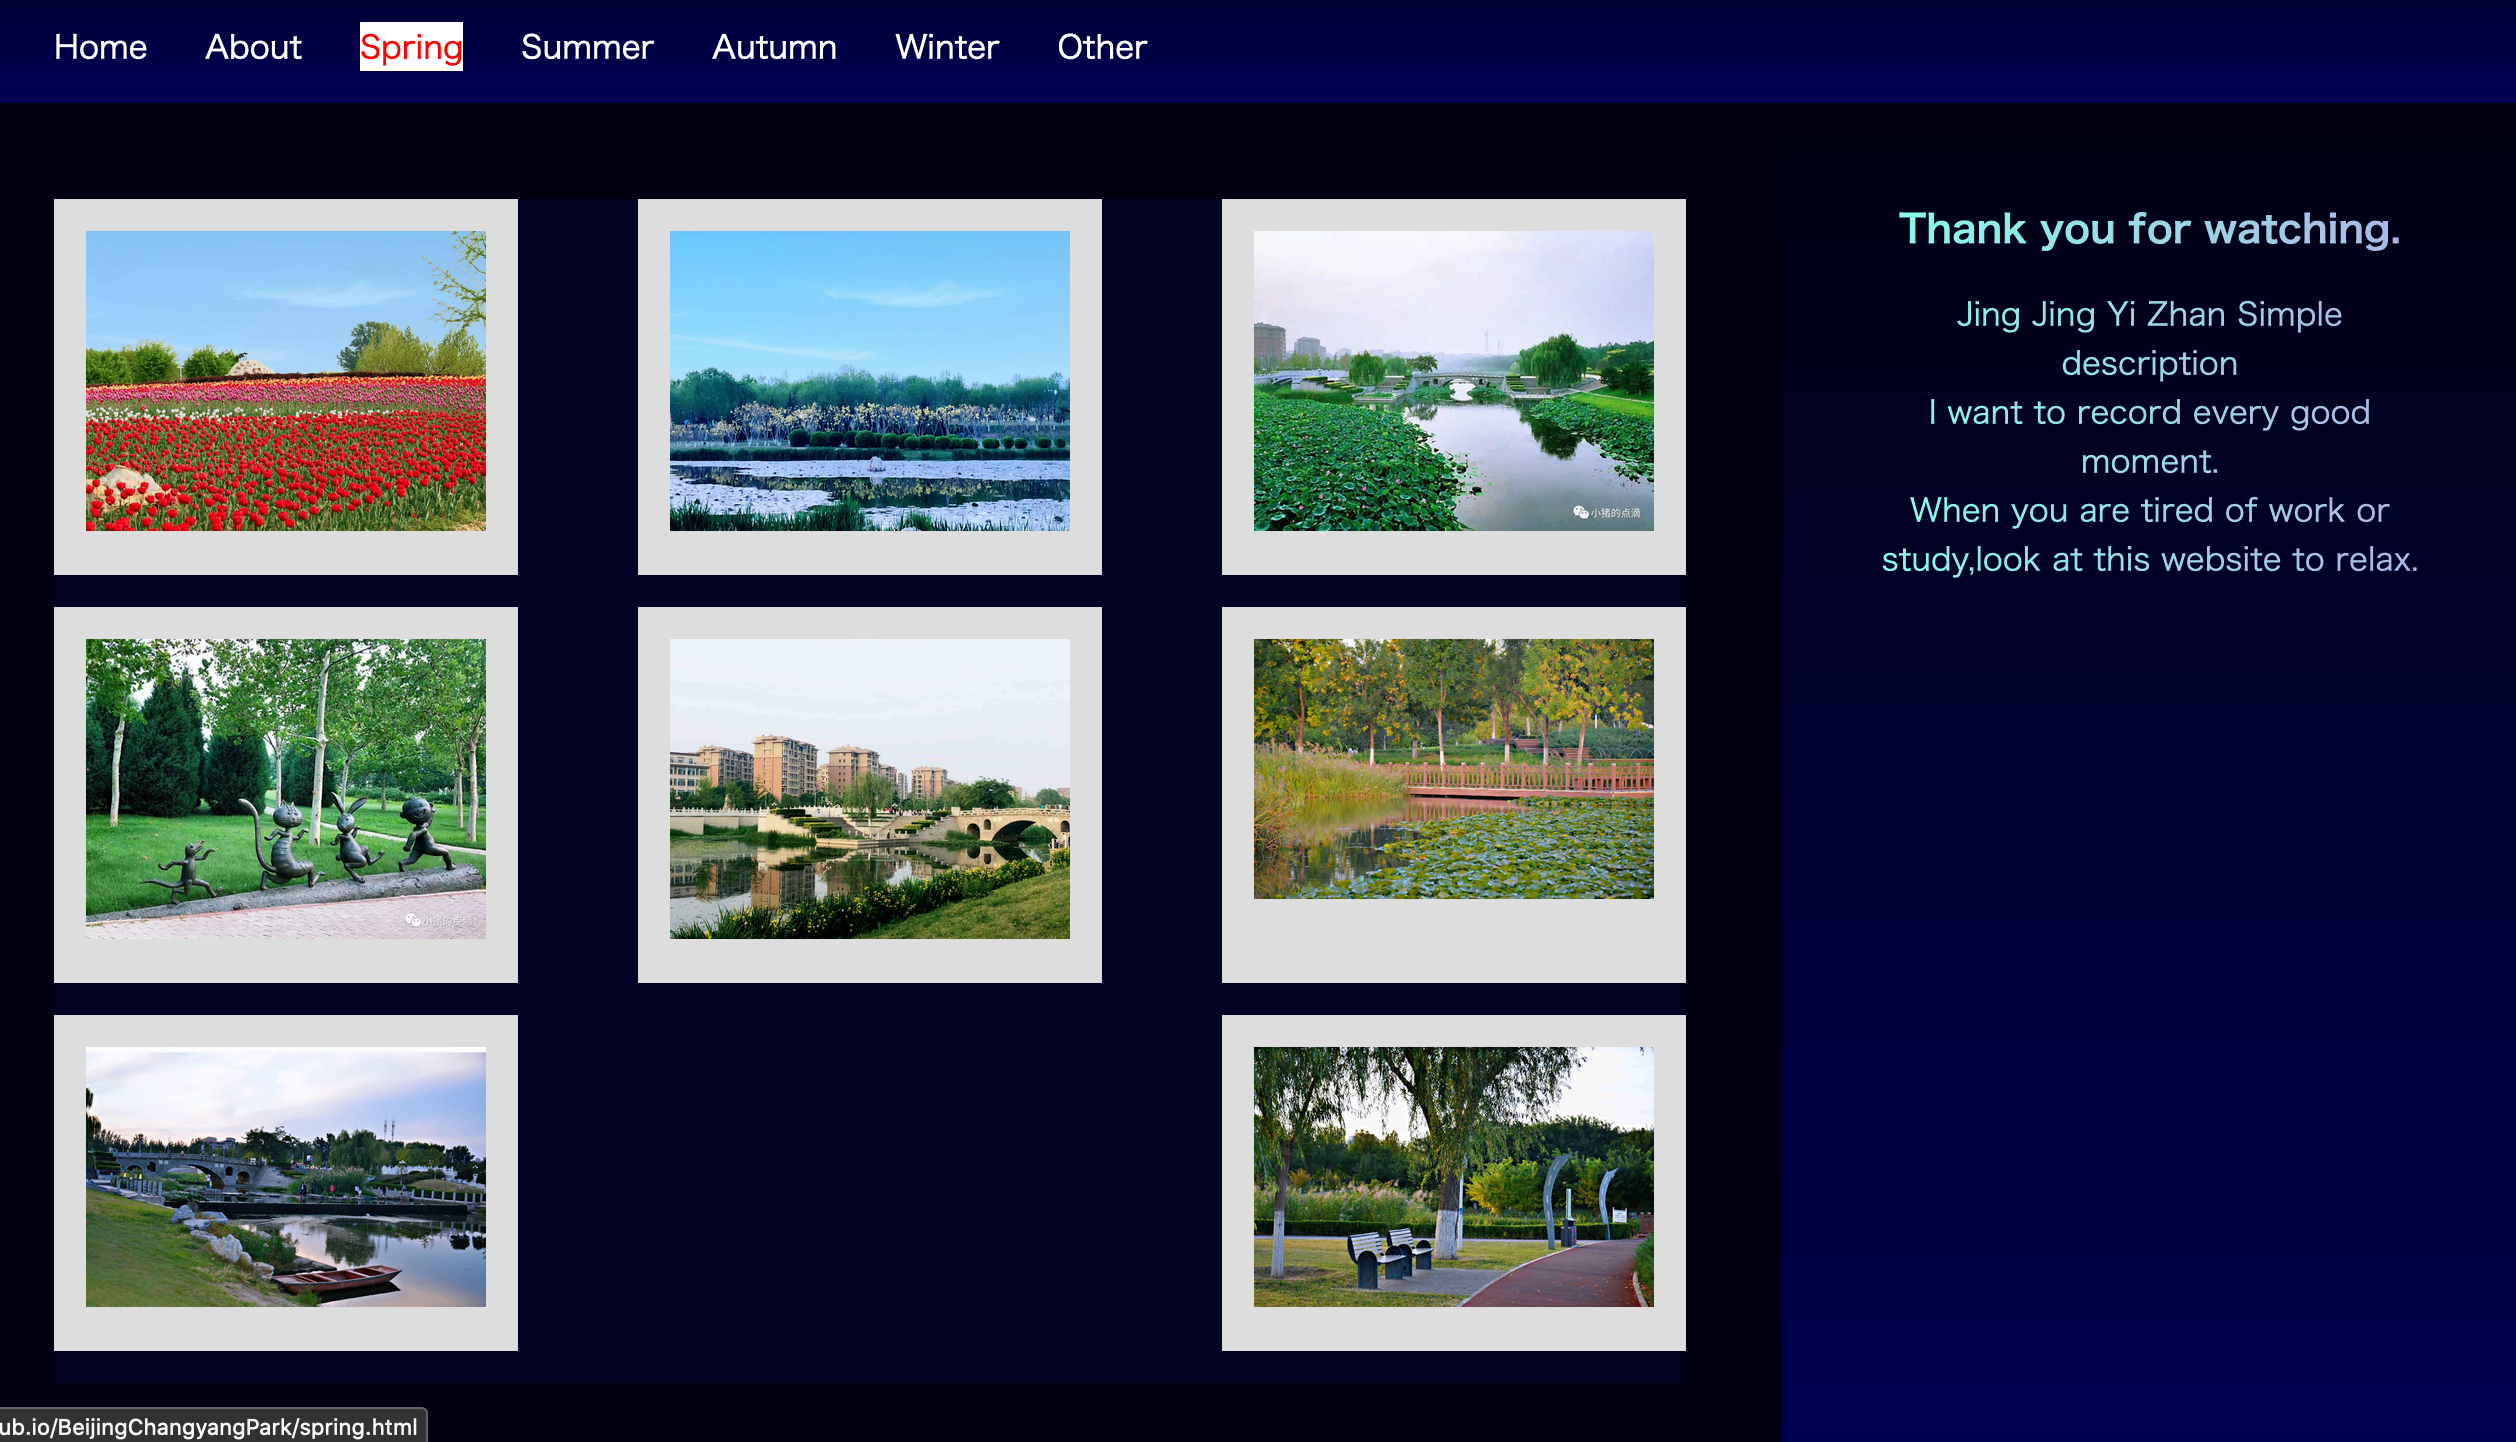 Home About Spring Summer Autumn Winter Other
Thank you for watching.
Jing Jing Yi Zhan Simple
description
I want to record every good
moment.
When you are tired of work or
study,look at this website to relax.
小猪的点滴
小猪的点滴
ub.io/BeijingChangyangPark/spring.html